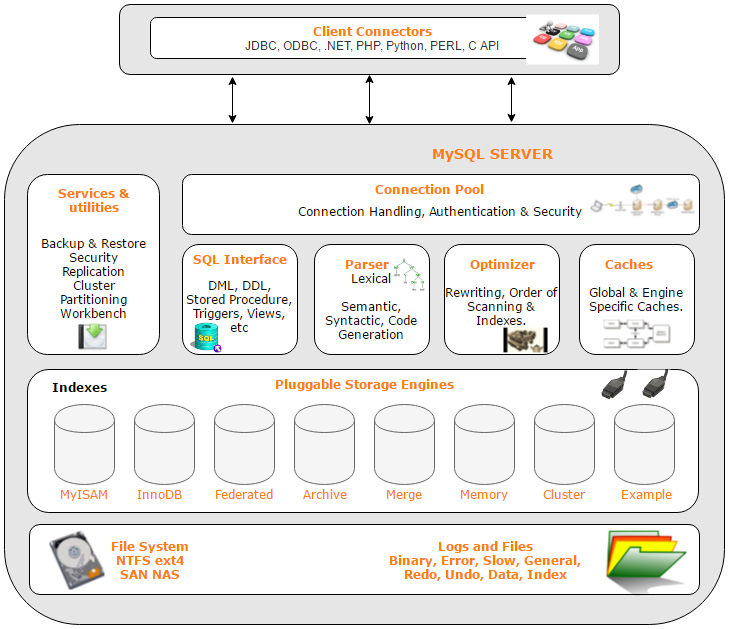 Client Connectors
JDBC, ODBC, .NET, PHP, Python, PERL, C API
MySQL SERVER
Services &
utilities
Backup & Restore
Security
Replication
Cluster
Partitioning
Workbench
Connection Pool
Connection Handling, Authentication & Security
SQL Interface
DML, DDL,
Stored Procedure,
Triggers, Views,
etc
SQL
Parser
Lexical
Semantic,
Syntactic, Code
Generation
Optimizer
Rewriting, Order of
Scanning &
Indexes.
Caches
Global & Engine
Specific Caches.
Indexes
Pluggable Storage Engines
MyISAM
InnoDB
Federated
Archive
Merge
Memory
Cluster
Example
File System
NTFS ext4
SAN NAS
Logs and Files
Binary, Error, Slow, General,
Redo, Undo, Data, Index